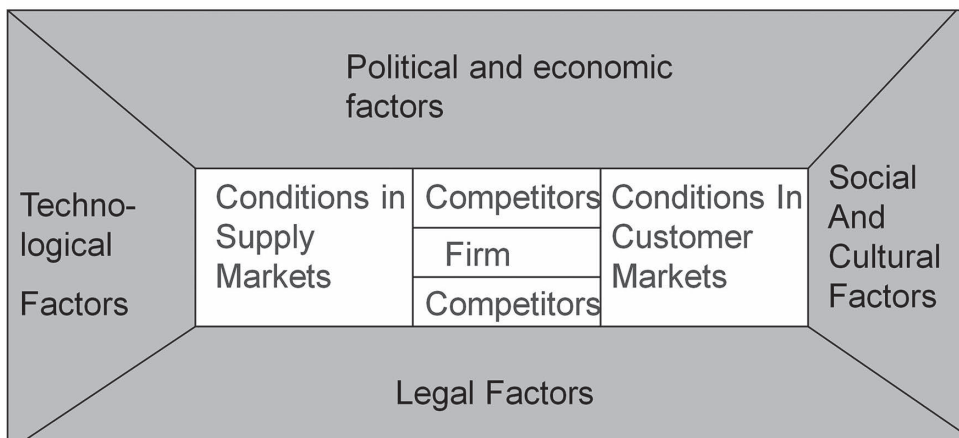 Political and economic
factors
Techno-
logical
Factors
Conditions in
Supply
Markets
Competitors
Firm
Competitors
Conditions In
Customer
Markets
Social
And
Cultural
Factors
Legal Factors